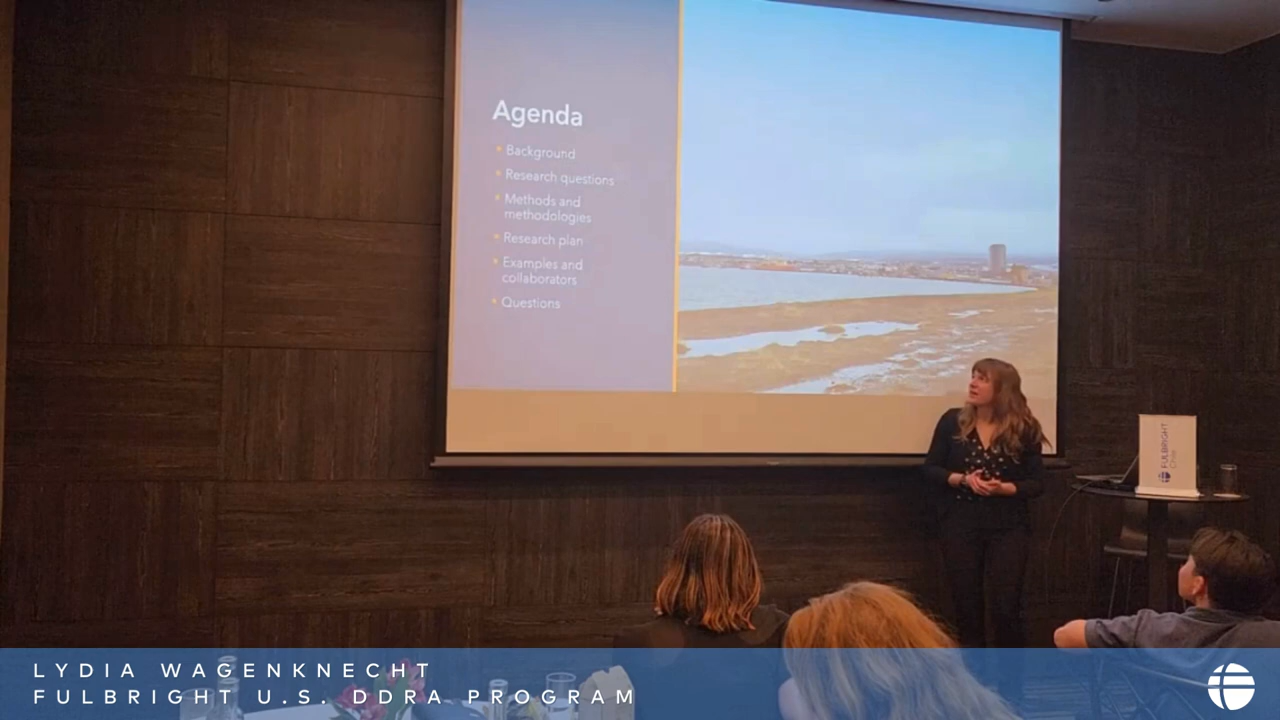 Agenda
• Background
• Research questions
• Methods and
methodologies
• Research plan
• Examples and
collaborators
• Questions
FULBRIGHT
Chile
LYDIA WAGENKNECHT
FULBRIGHT U.S. DDRA PROGRAM